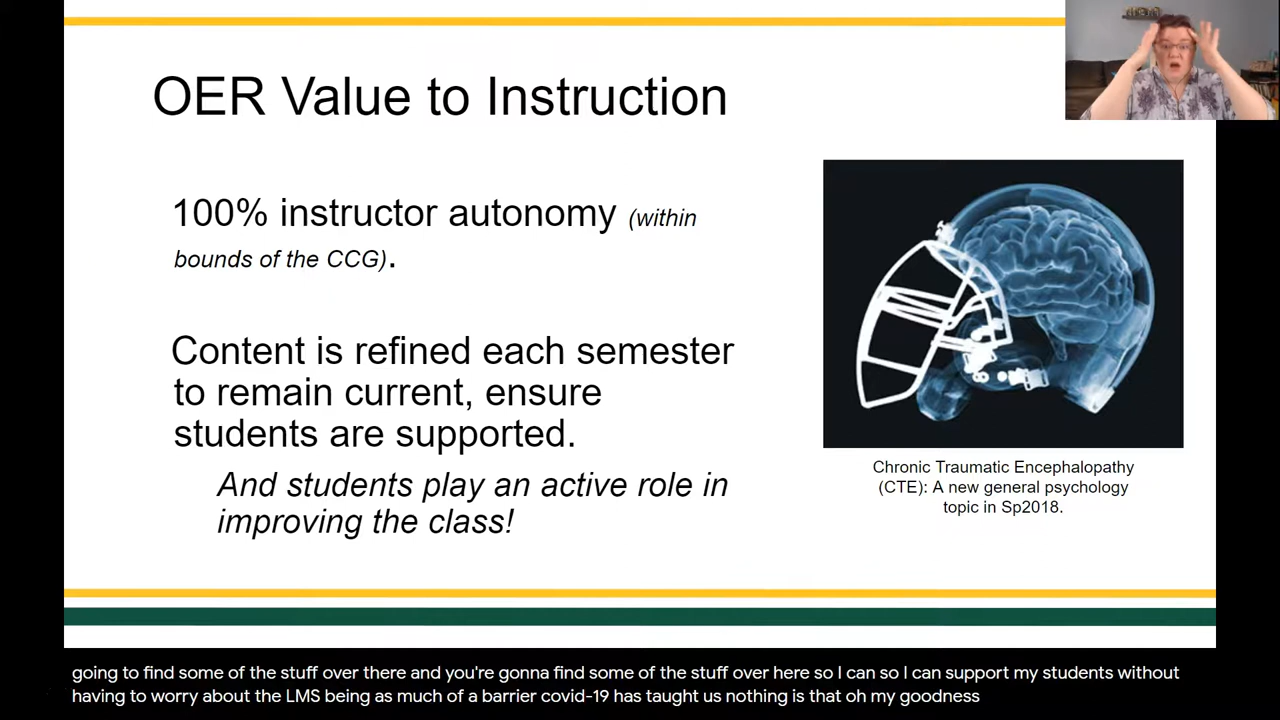 OER Value to Instruction
100% instructor autonomy (within
bounds of the CCG).
Content is refined each semester
to remain current, ensure
students are supported.
And students play an active role in
improving the class!
Chronic Traumatic Encephalopathy
(CTE): A new general psychology
topic in Sp2018.
going to find some of the stuff over there and you're gonna find some of the stuff over here so I can so I can support my students without
having to worry about the LMS being as much of a barrier covid-19 has taught us nothing is that oh my goodness